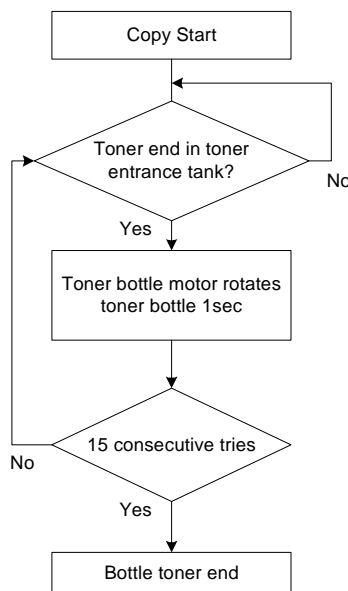 Copy Start
Toner end in toner
entrance tank?
No
Yes
Toner bottle motor rotates
toner bottle 1sec
15 consecutive tries
No
Yes
Bottle toner end